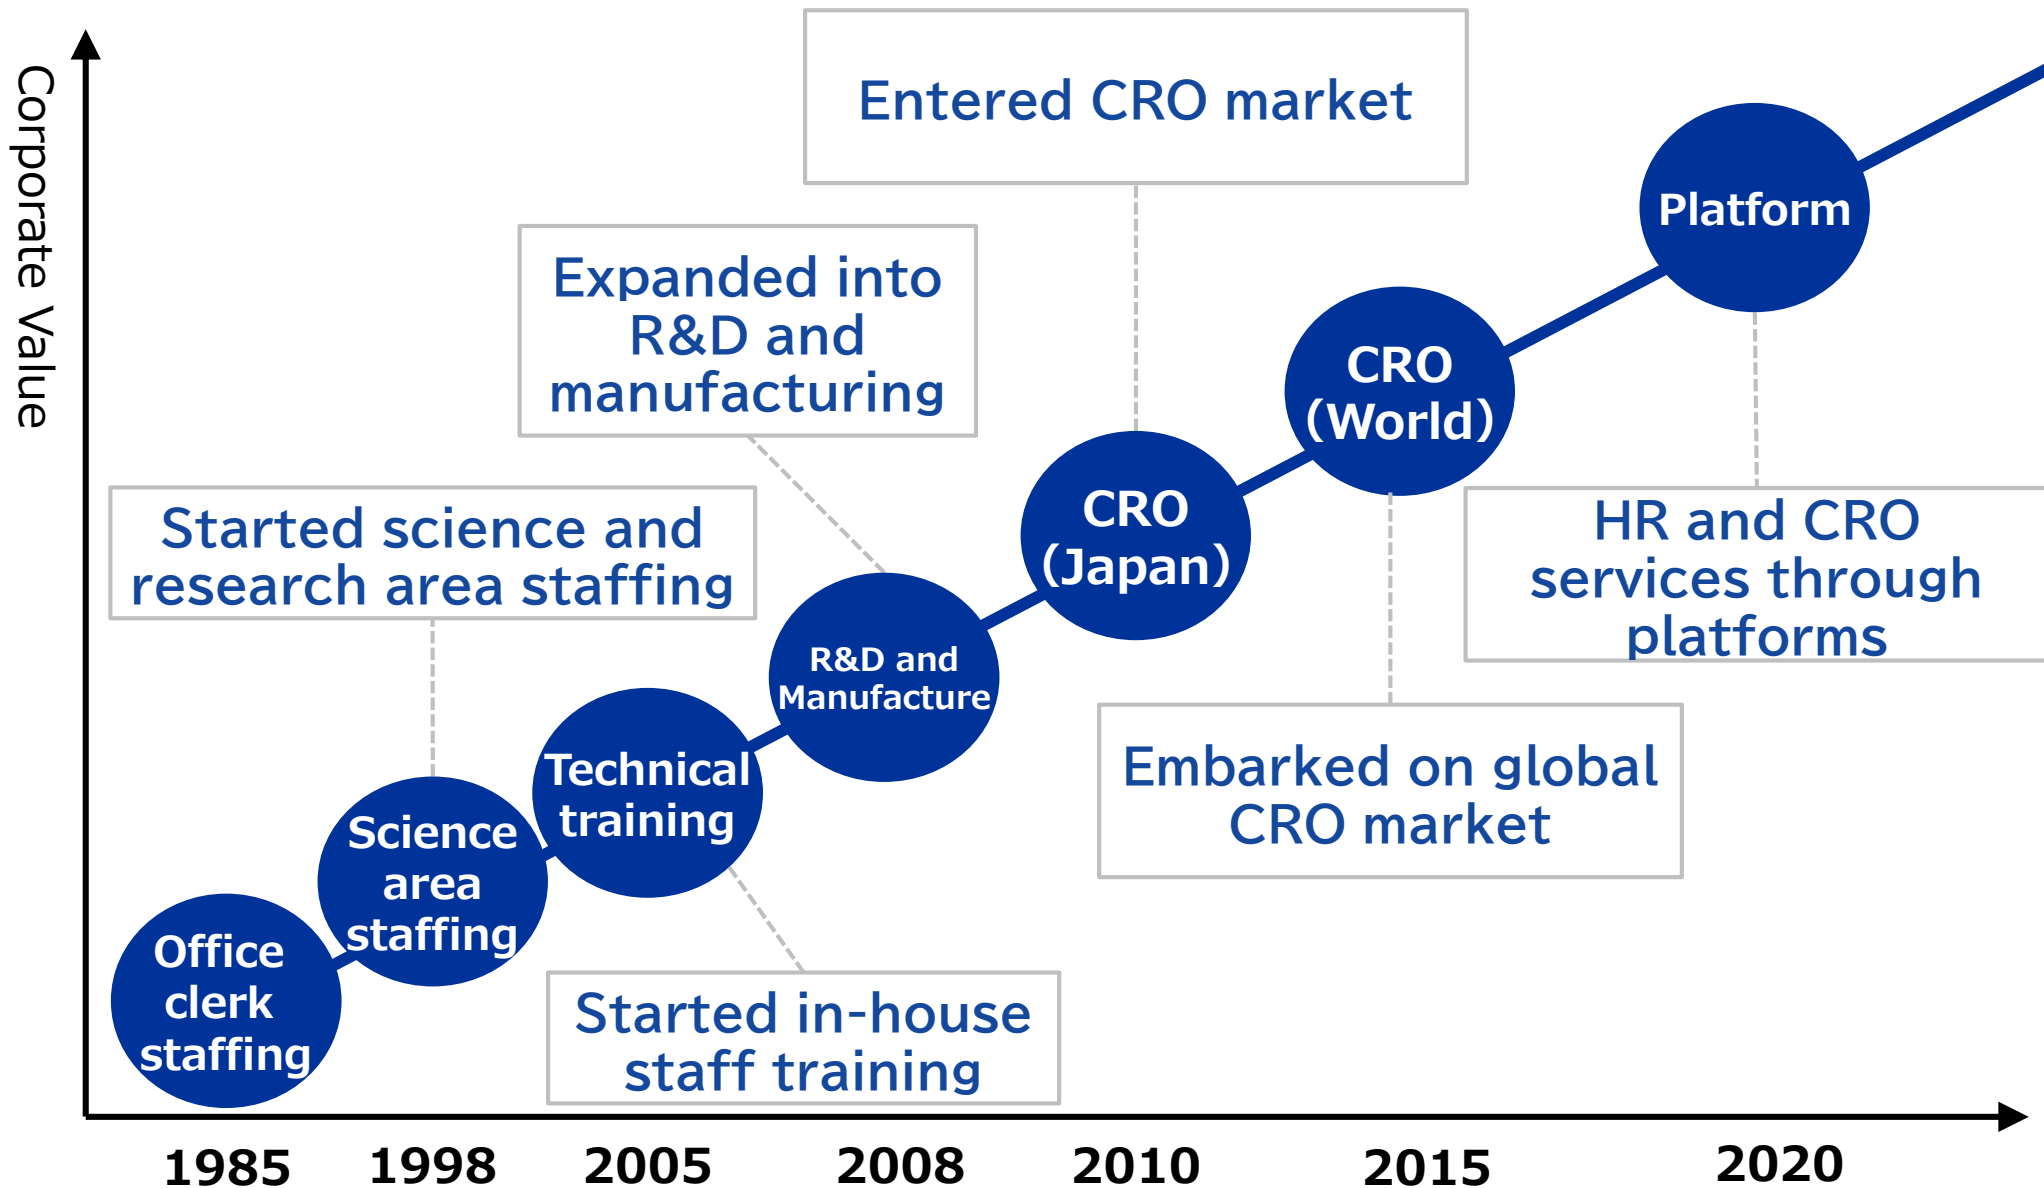 Corporate Value
Entered CRO market
Platform
Expanded into
R&D and
manufacturing
CRO
(World)
Started science and
research area staffing
CRO
(Japan)
HR and CRO
services through
platforms
R&D and
Manufacture
Technical
training
Embarked on global
CRO market
Science
area
staffing
Office
clerk
staffing
Started in-house
staff training
1985
1998
2005
2008
2010
2015
2020